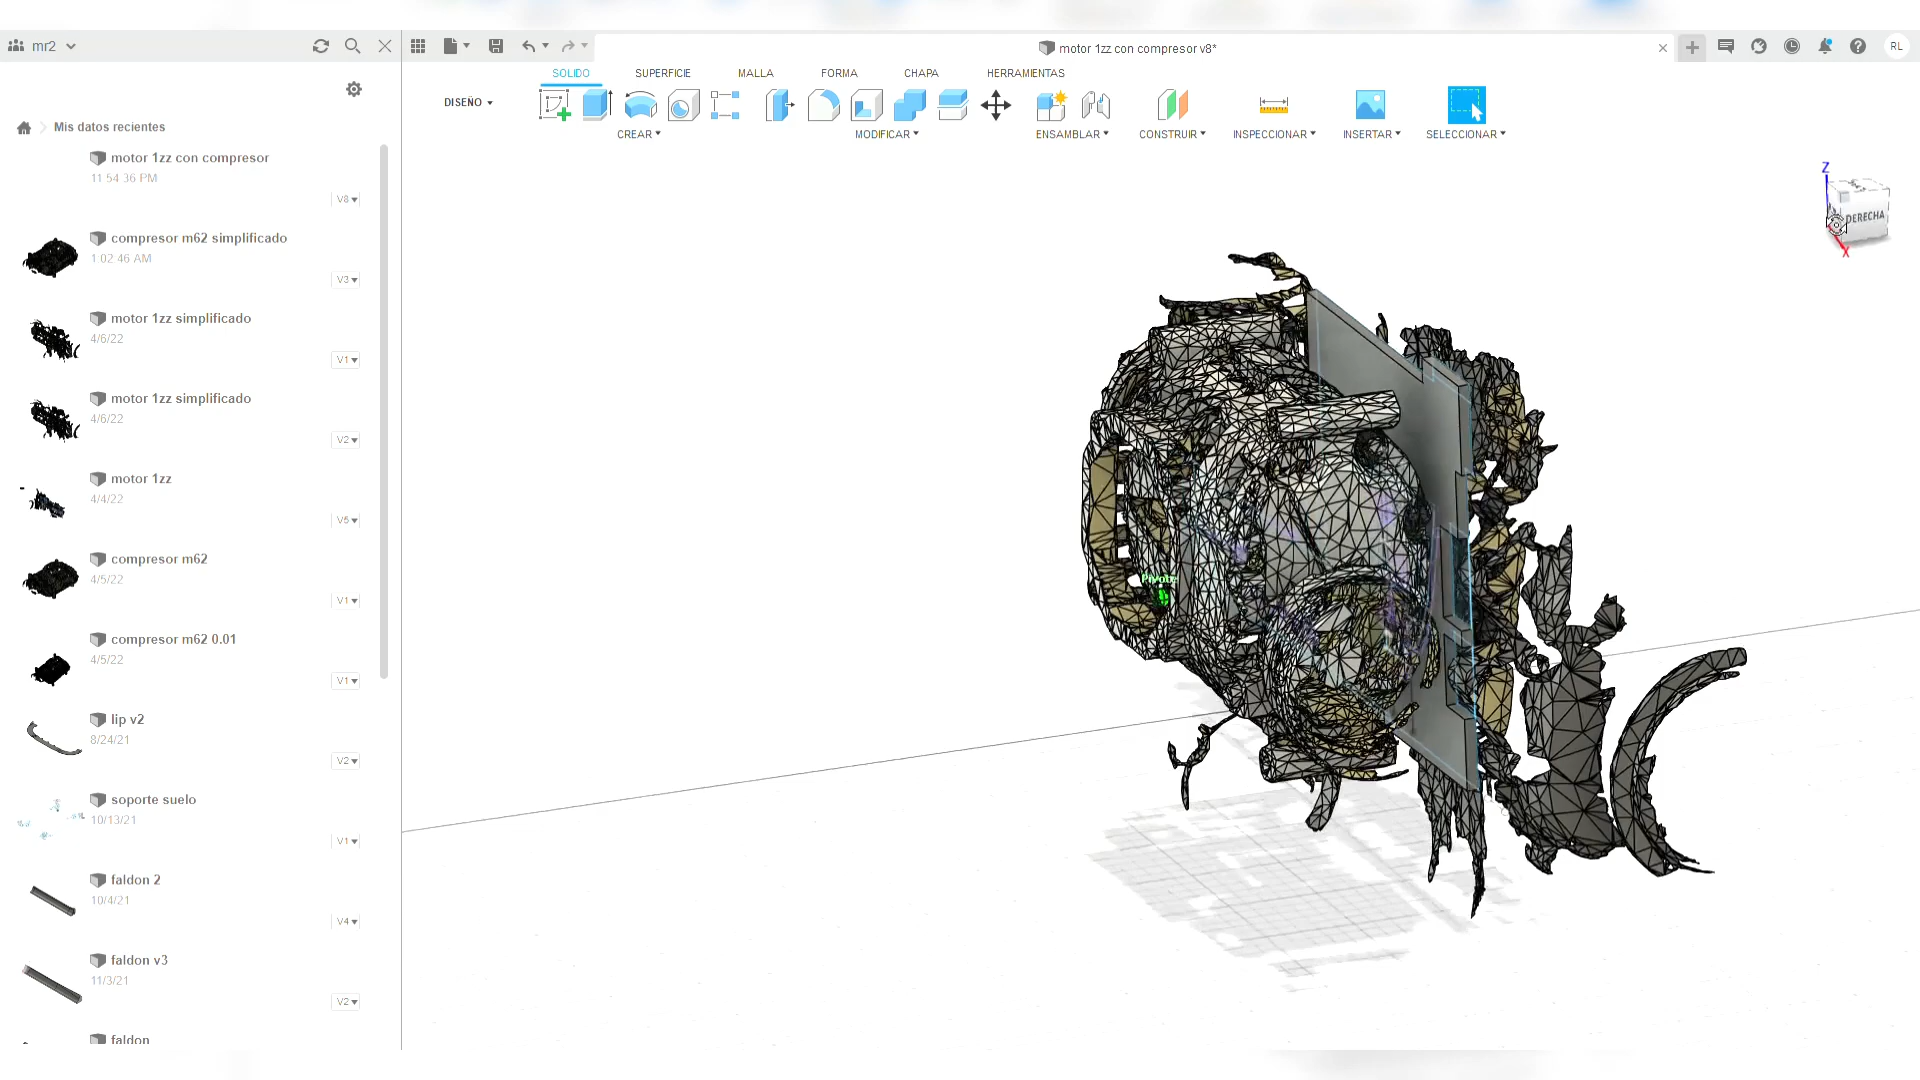 mr2
motor 1zz con compresor v8*
RL
SOLIDO
SUPERFICIE
MALLA
FORMA
CHAPA
HERRAMIENTAS
DISEÑO
CREAR
MODIFICAR
ENSAMBLAR
CONSTRUIR
INSPECCIONAR
INSERTAR
SELECCIONAR
Mis datos recientes
motor 1zz con compresor
11 54 36 PM
V8
compresor m62 simplificado
1:02 46 AM
V3
motor 1zz simplificado
4/6/22
V1
motor 1zz simplificado
4/6/22
V2
motor 1zz
4/4/22
V5
compresor m62
4/5/22
V1
compresor m62 0.01
4/5/22
V1
lip v2
8/24/21
V2
soporte suelo
10/13/21
V1
faldon 2
10/4/21
V4
faldon v3
11/3/21
V2
faldon
Z
DERECHA
X
Pivote